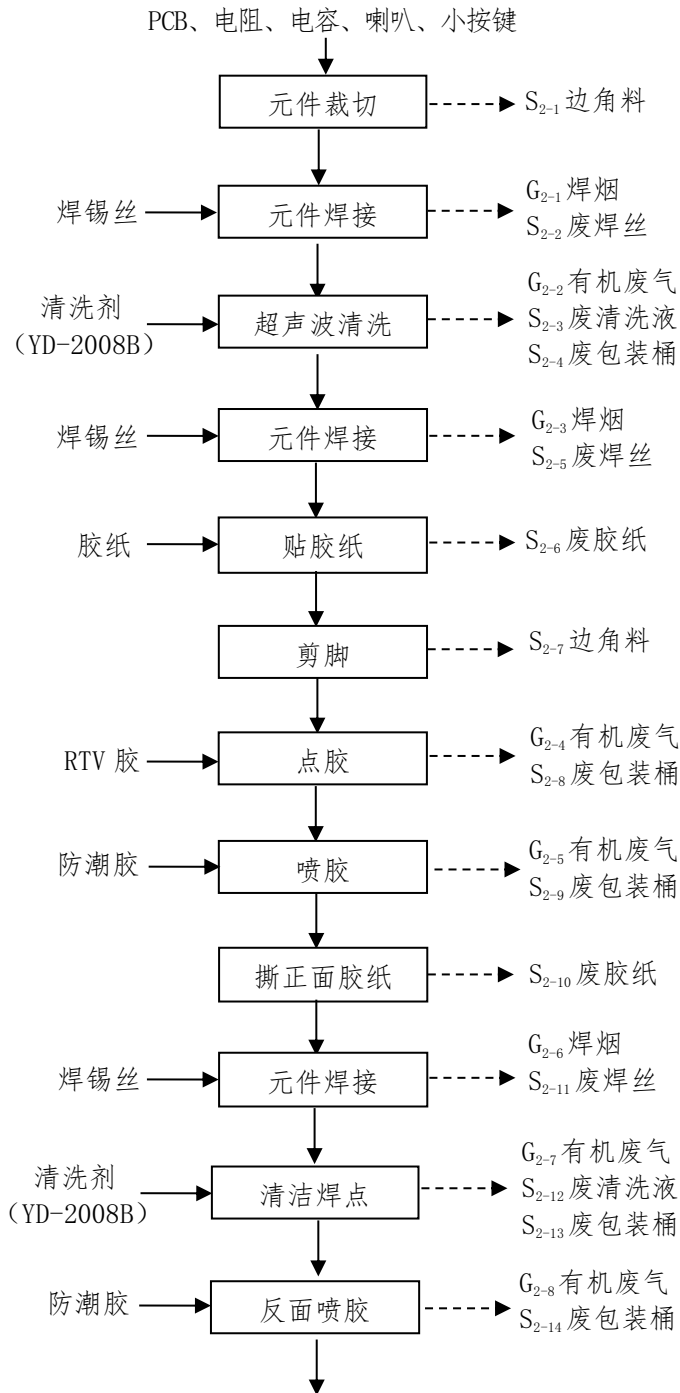 PCB、电阻、电容、喇叭、小按键
元件裁切
S2-1边角料
焊锡丝
元件焊接
G2-1焊烟
S2-2废焊丝
清洗剂
（YD-2008B）
超声波清洗
G2-2有机废气
S2-3废清洗液
S2-4废包装桶
焊锡丝
元件焊接
G2-3焊烟
S2-5废焊丝
胶纸
贴胶纸
S2-6废胶纸
剪脚
S2-7边角料
RTV 胶
点胶
G2-4有机废气
S2-8废包装桶
防潮胶
喷胶
G2-5有机废气
S2-9废包装桶
撕正面胶纸
S2-10废胶纸
焊锡丝
元件焊接
G2-6焊烟
S2-11废焊丝
清洗剂
（YD-2008B）
清洁焊点
G2-7有机废气
S2-12废清洗液
S2-13废包装桶
防潮胶
反面喷胶
G2-8有机废气
S2-14废包装桶